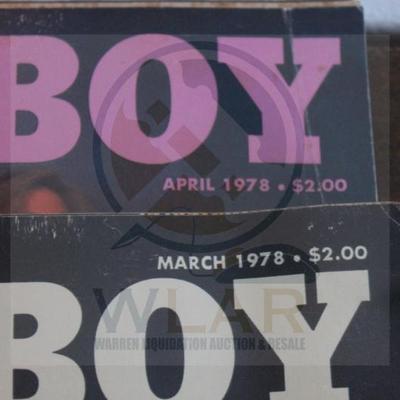 BOY
APRIL 1978 • $2.00
MARCH 1978 • $2.00
WLAR
WARREN LIQUIDATION AUCTION & RESALE
BOY